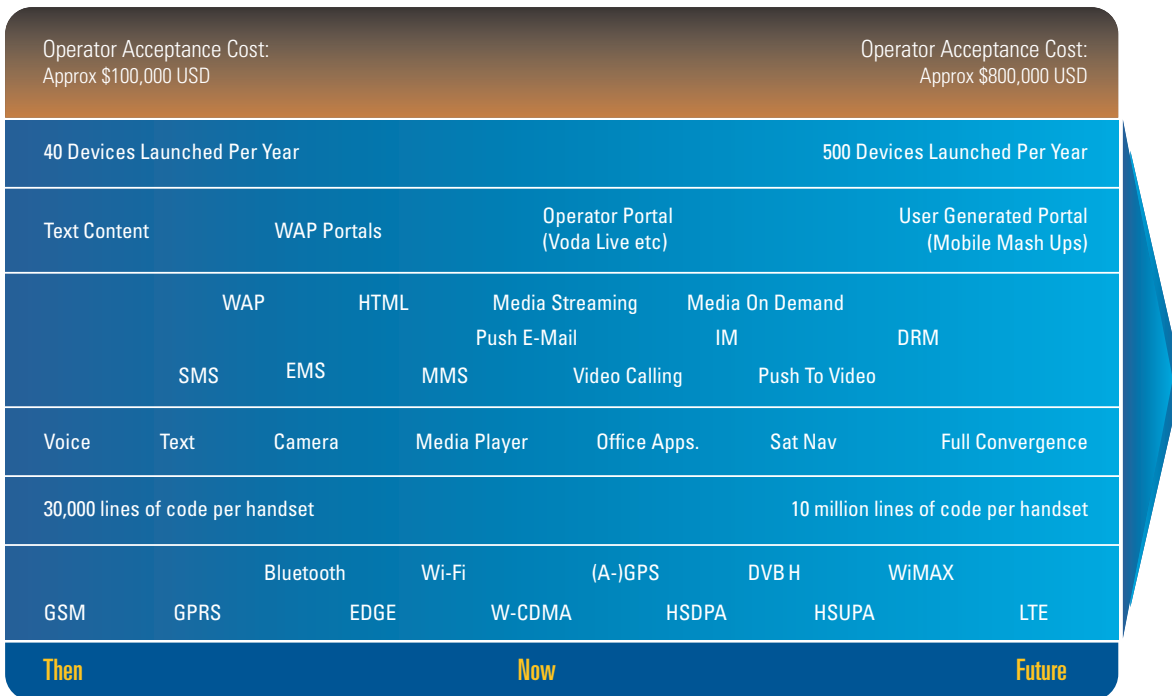 Operator Acceptance Cost:
Approx $100,000 USD
Operator Acceptance Cost:
Approx $800,000 USD
40 Devices Launched Per Year
500 Devices Launched Per Year
Text Content
WAP Portals
Operator Portal
(Voda Live etc)
User Generated Portal
(Mobile Mash Ups)
WAP HTML Media Streaming Media On Demand
Push E-Mail IM DRM
SMS EMS MMS Video Calling Push To Video
Voice Text Camera Media Player Office Apps. Sat Nav Full Convergence
30,000 lines of code per handset
10 million lines of code per handset
Bluetooth Wi-Fi (A-)GPS DVB H WiMAX
GSM GPRS EDGE W-CDMA HSDPA HSUPA LTE
Then Now Future